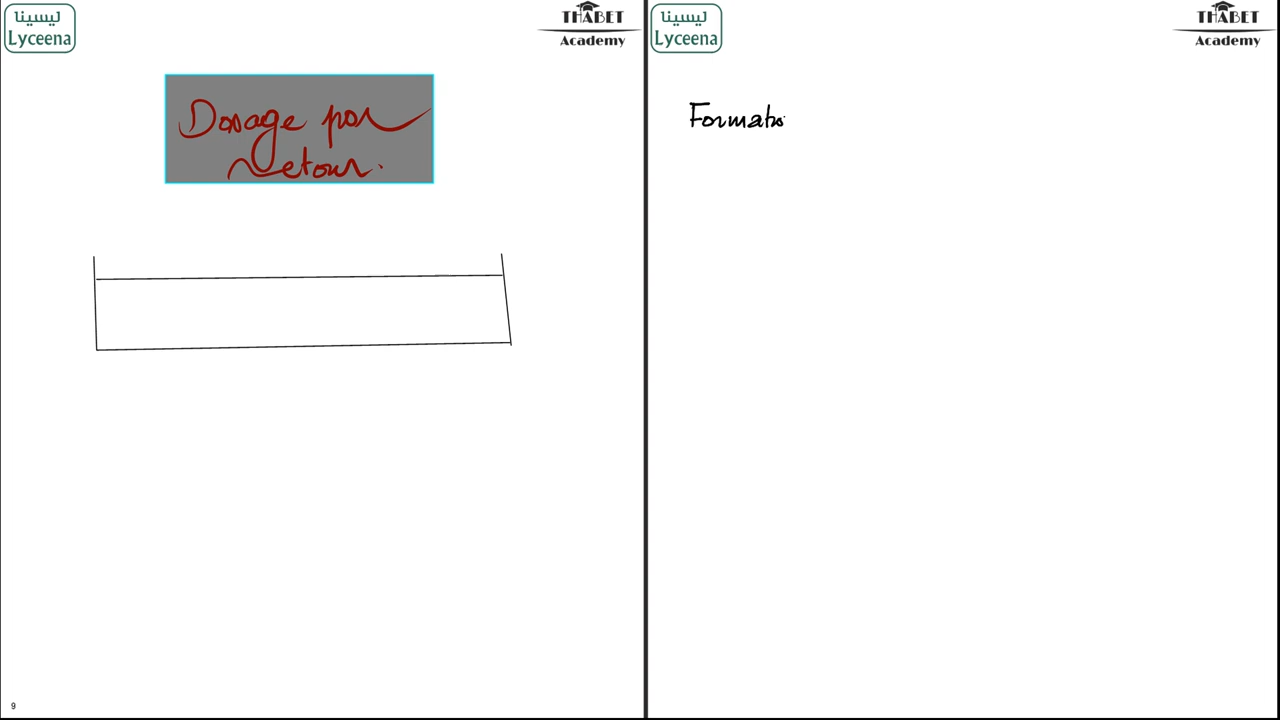 ليسينا
Lyceena
THABET
Academy
Dosage par
retour.
9
ليسينا
Lyceena
THABET
Academy
Formatio